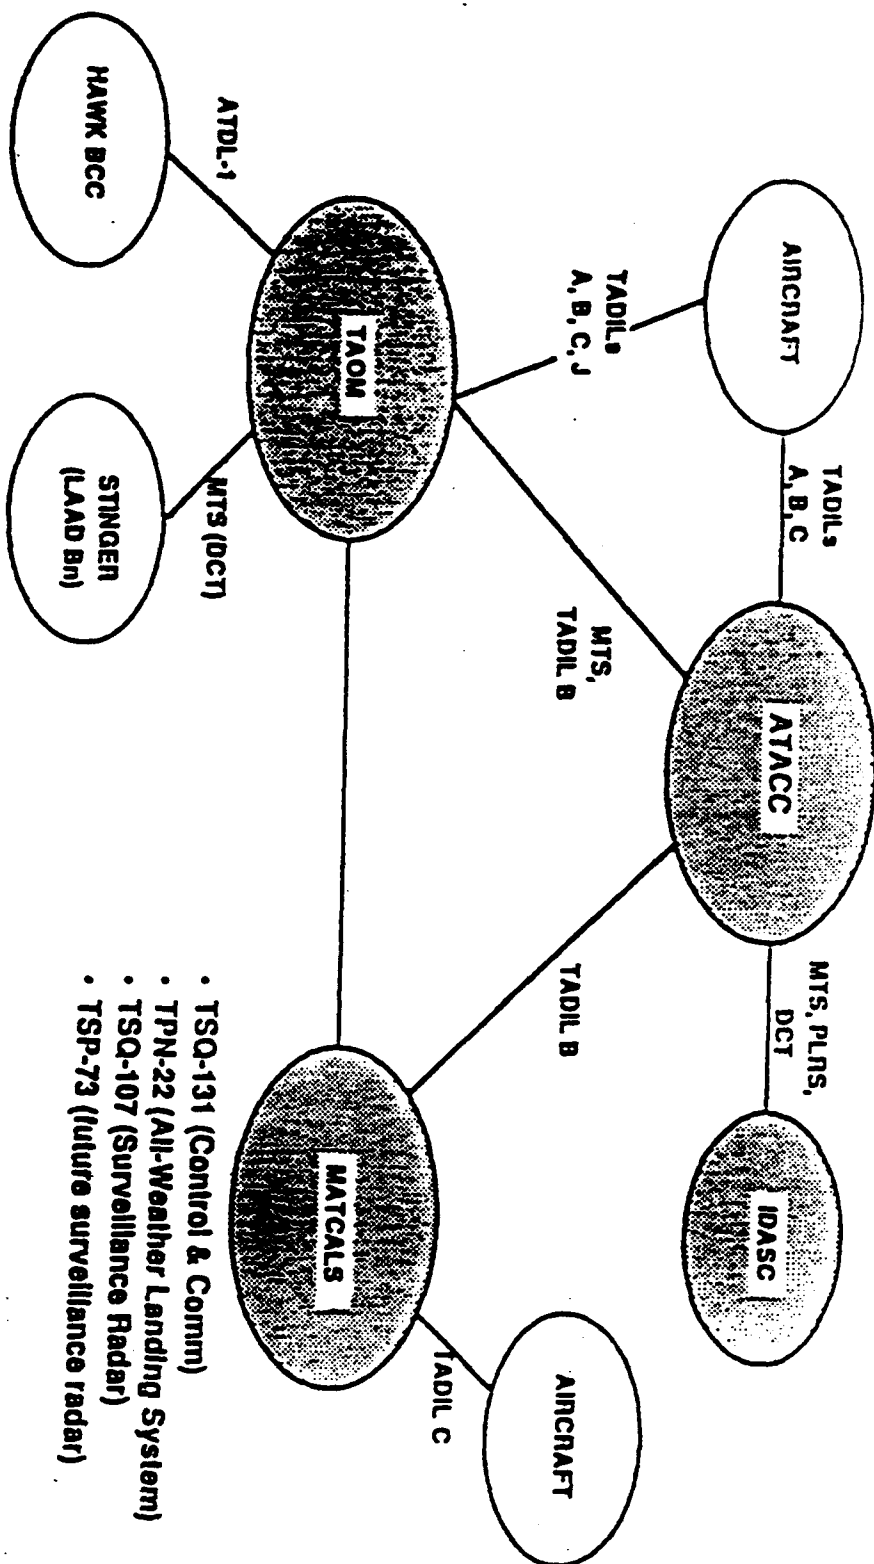 AIRCRAFT
TADILs
A, B, C
ATACC
MTS, PLRS,
DCT
IDASC
TADILs
A, B, C, J
MTS,
TADIL B
TADIL B
AIRCRAFT
TADIL C
HAWK BCC
ATDL-1
TAOM
MTS (DCT)
STINGER
(LAAD Bn)
MATCALS
• TSQ-131 (Control & Comm)
• TPN-22 (All-Weather Landing System)
• TSQ-107 (Surveillance Radar)
• TSP-73 (future surveillance radar)